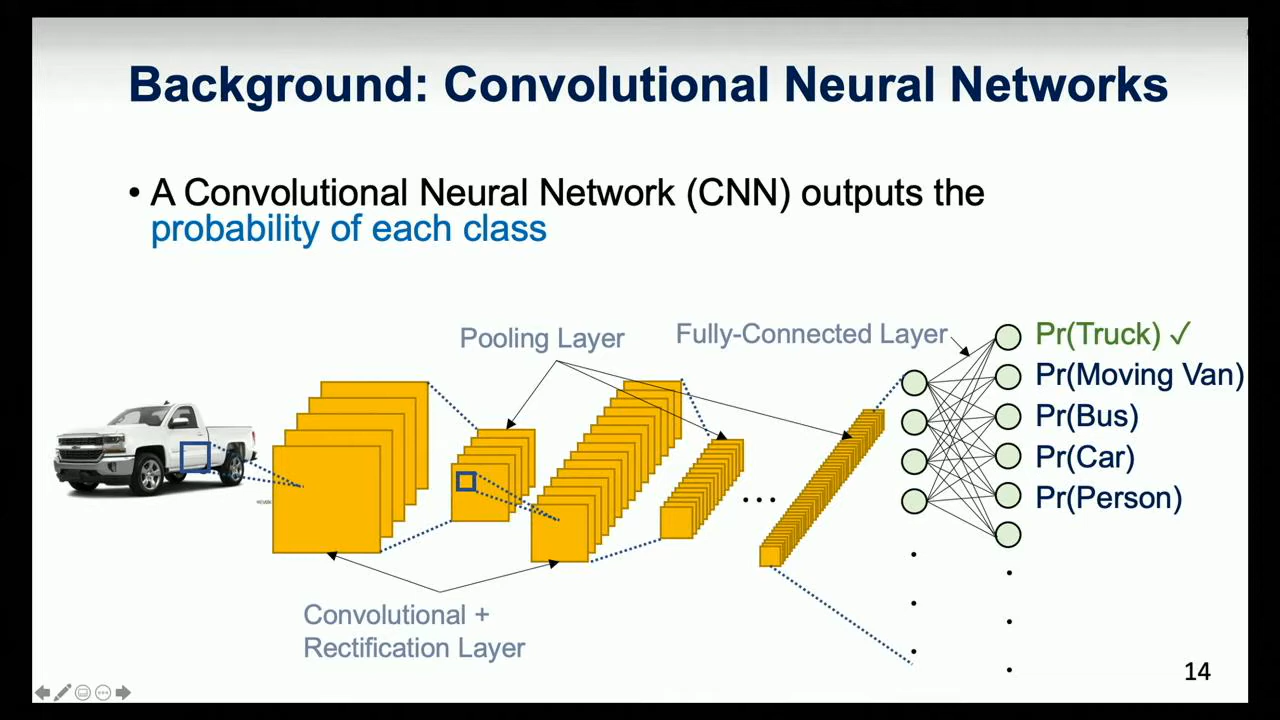 Background: Convolutional Neural Networks
• A Convolutional Neural Network (CNN) outputs the
probability of each class
Pooling Layer
Fully-Connected Layer
Pr(Truck) ✓
Pr(Moving Van)
Pr(Bus)
Pr(Car)
Pr(Person)
...
Convolutional +
Rectification Layer
14